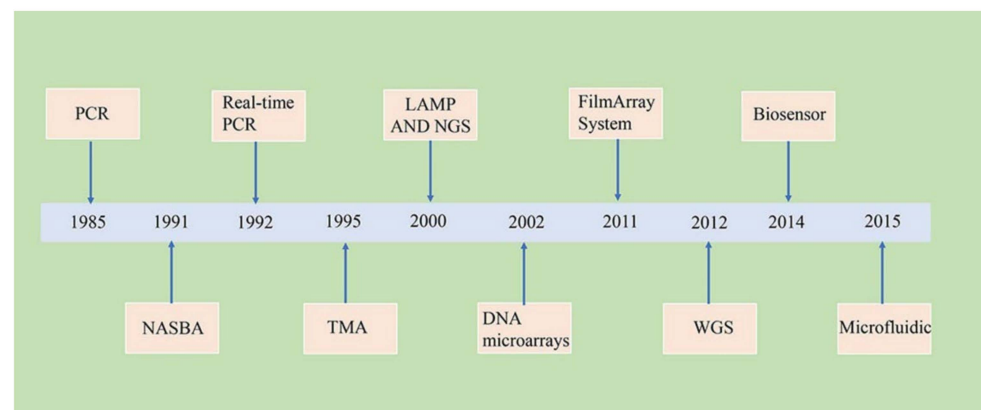 PCR
Real-time
PCR
LAMP
AND NGS
FilmArray
System
Biosensor
1985 1991 1992 1995 2000 2002 2011 2012 2014 2015
NASBA
TMA
DNA
microarrays
WGS
Microfluidic